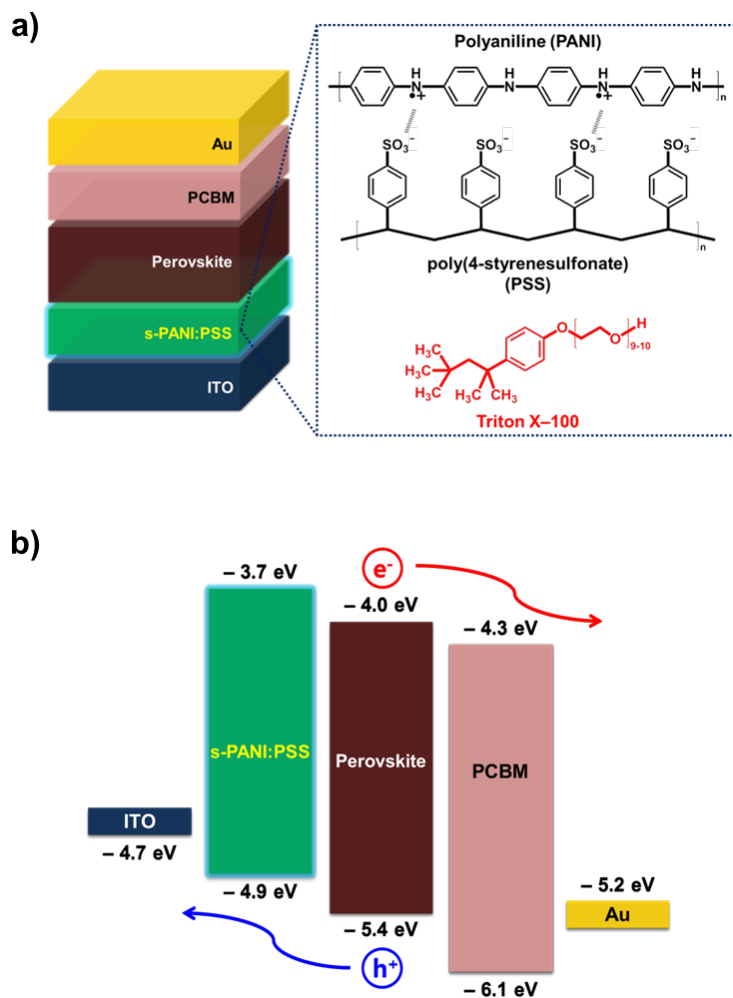 a)
Polyaniline (PANI)
H H H H
N N N N
•+ •+
n
SO₃⁻ SO₃⁻ SO₃⁻ SO₃⁻
n
poly(4-styrenesulfonate)
(PSS)
Au
PCBM
Perovskite
s-PANI:PSS
ITO
O O H
9-10
H₃C
H₃C
H₃C H₃C CH₃
Triton X–100
b)
e⁻
– 3.7 eV
– 4.0 eV
– 4.3 eV
s-PANI:PSS
Perovskite
PCBM
ITO
– 4.7 eV
– 4.9 eV
– 5.2 eV
Au
– 5.4 eV
h⁺
– 6.1 eV